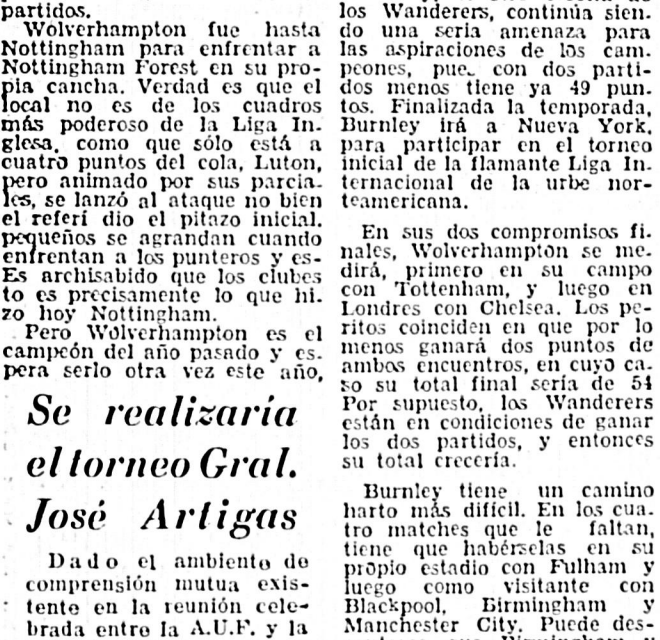 partidos.
Wolverhampton fue hasta
Nottingham para enfrentar a
Nottingham Forest en su pro-
pia cancha. Verdad es que el
local no es de los cuadros
más poderoso de la Liga In-
glesa, como que sólo está a
cuatro puntos del cola, Luton,
pero animado por sus parcia-
les, se lanzó al ataque no bien
el referí dio el pitazo inicial.
pequeños se agrandan cuando
enfrentan a los punteros y es-
Es archisabido que los clubes
to es precisamente lo que hi-
zo hoy Nottingham.
Pero Wolverhampton es el
campeón del año pasado y es-
pera serlo otra vez este año,
Se realizaría
el torneo Gral.
José Artigas
Dado el ambiente de
comprensión mutua exis-
tente en la reunión cele-
brada entre la A.U.F. y la
los Wanderers, continúa sien-
do una seria amenaza para
las aspiraciones de los cam-
peones, pue. con dos parti-
dos menos tiene ya 49 pun-
tos. Finalizada la temporada,
Burnley irá a Nueva York,
para participar en el torneo
inicial de la flamante Liga In-
ternacional de la urbe nor-
teamericana.
En sus dos compromisos fi-
nales, Wolverhampton se me-
dirá, primero en su campo
con Tottenham, y luego en
Londres con Chelsea. Los pe-
ritos coinciden en que por lo
menos ganará dos puntos de
ambos encuentros, en cuyo ca-
so su total final sería de 54
Por supuesto, los Wanderers
están en condiciones de ganar
los dos partidos, y entonces
su total crecería.
Burnley tiene un camino
harto más difícil. En los cua-
tro matches que le faltan,
tiene que habérselas en su
propio estadio con Fulham y
luego como visitante con
Blackpool, Birmingham y
Manchester City. Puede des-